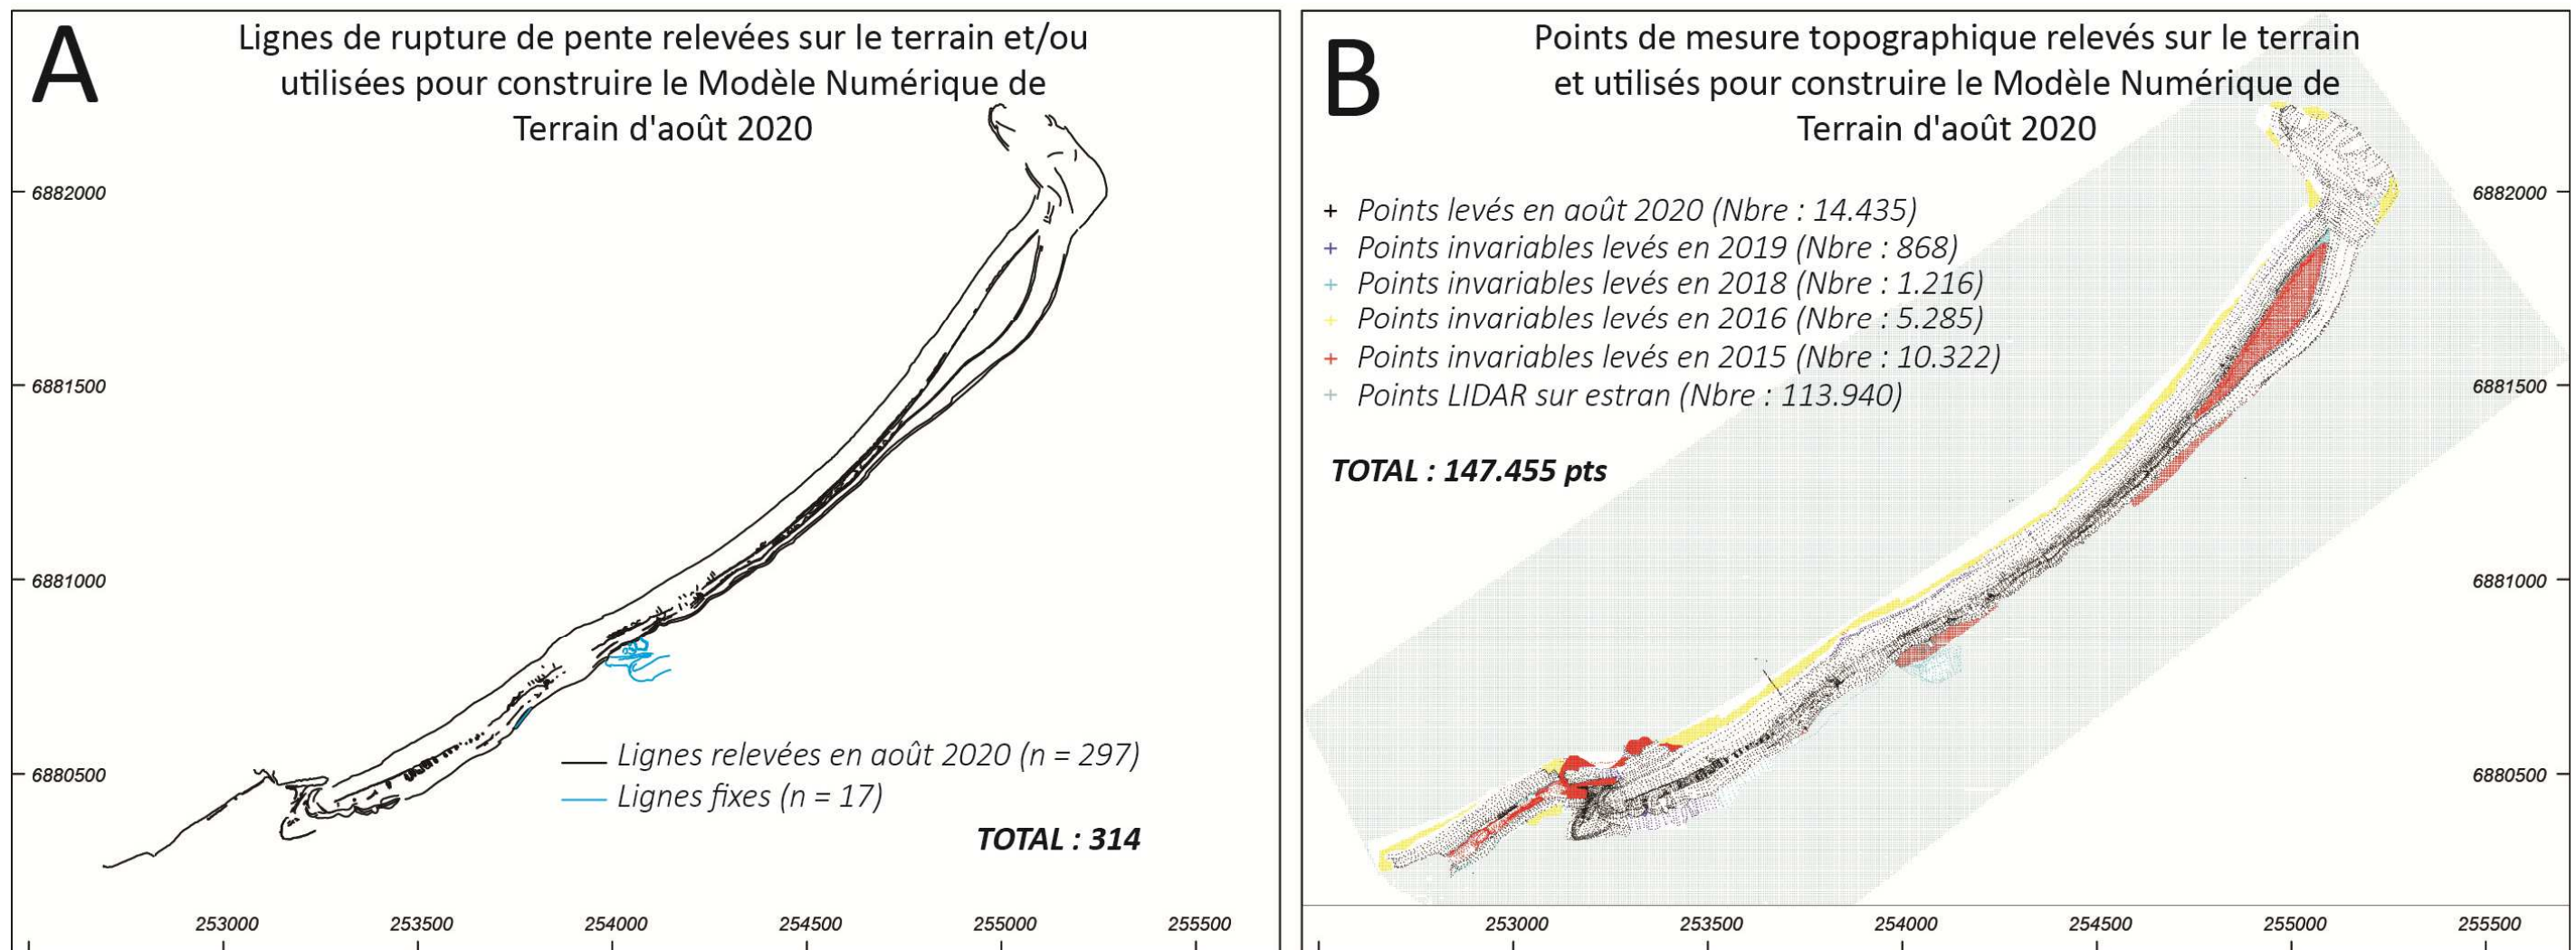 A
Lignes de rupture de pente relevées sur le terrain et/ou
utilisées pour construire le Modèle Numérique de
Terrain d'août 2020
6882000
6881500
6881000
6880500
Lignes relevées en août 2020 (n = 297)
Lignes fixes (n = 17)
TOTAL : 314
253000
253500
254000
254500
255000
255500
B
Points de mesure topographique relevés sur le terrain
et utilisés pour construire le Modèle Numérique de
Terrain d'août 2020
Points levés en août 2020 (Nbre : 14.435)
Points invariables levés en 2019 (Nbre : 868)
Points invariables levés en 2018 (Nbre : 1.216)
Points invariables levés en 2016 (Nbre : 5.285)
Points invariables levés en 2015 (Nbre : 10.322)
Points LIDAR sur estran (Nbre : 113.940)
TOTAL : 147.455 pts
6882000
6881500
6881000
6880500
253000
253500
254000
254500
255000
255500